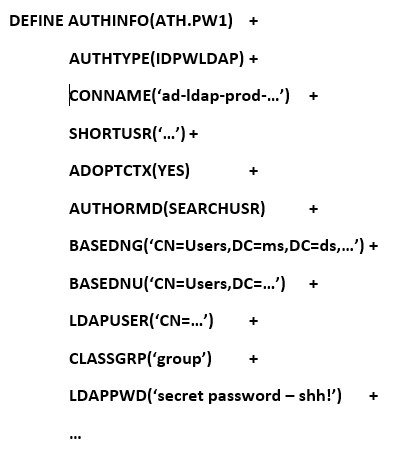 DEFINE AUTHINFO(ATH.PW1) +
AUTHTYPE(IDPWLDAP) +
CONNAME(‘ad-ldap-prod-…’) +
SHORTUSR(‘…’) +
ADOPTCTX(YES) +
AUTHORMD(SEARCHUSR) +
BASEDNG(‘CN=Users,DC=ms,DC=ds,…’) +
BASEDNU(‘CN=Users,DC=…’) +
LDAPUSER(‘CN=…’) +
CLASSGRP(‘group’) +
LDAPPWD(‘secret password – shh!’) +
…